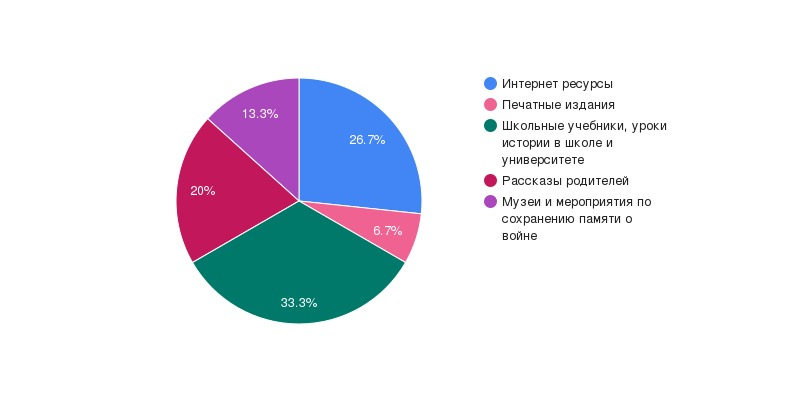 13.3%
26.7%
20%
6.7%
33.3%
Интернет ресурсы
Печатные издания
Школьные учебники, уроки
истории в школе и
университете
Рассказы родителей
Музеи и мероприятия по
сохранению памяти о
войне